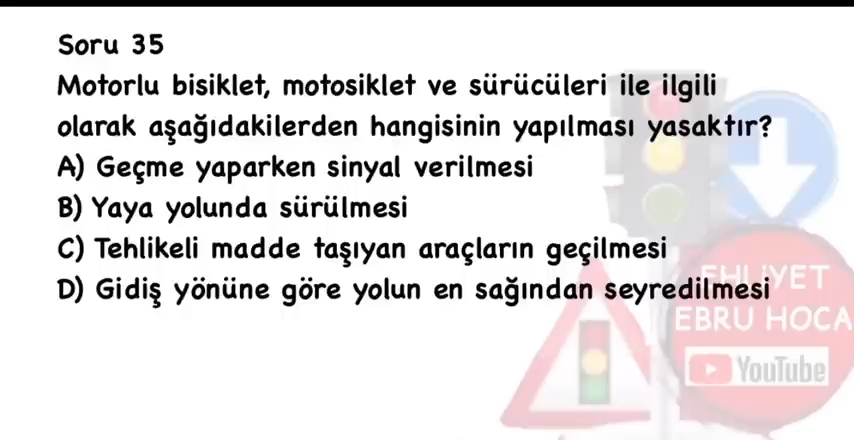 Soru 35
Motorlu bisiklet, motosiklet ve sürücüleri ile ilgili
olarak aşağıdakilerden hangisinin yapılması yasaktır?
A) Geçme yaparken sinyal verilmesi
B) Yaya yolunda sürülmesi
C) Tehlikeli madde taşıyan araçların geçilmesi
D) Gidiş yönüne göre yolun en sağından seyredilmesi
EHLİYET
EBRU HOCA
YouTube